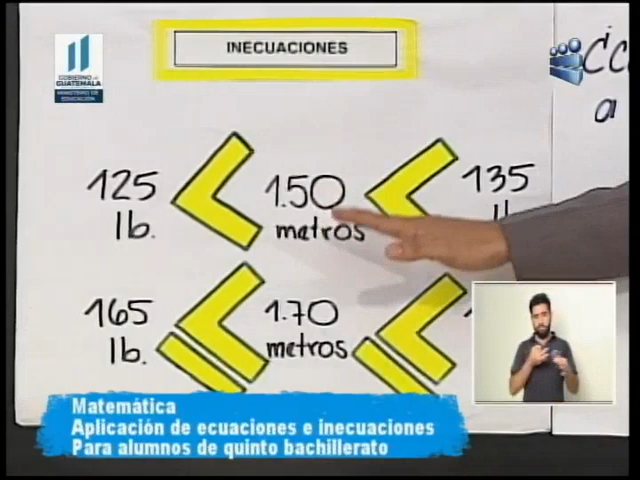 INECUACIONES
GOBIERNO DE
GUATEMALA
MINISTERIO DE
EDUCACIÓN
a
125 < 1.50 < 135
lb. metros
165 ≤ 1.70 ≤
lb. metros
Matemática
Aplicación de ecuaciones e inecuaciones
Para alumnos de quinto bachillerato